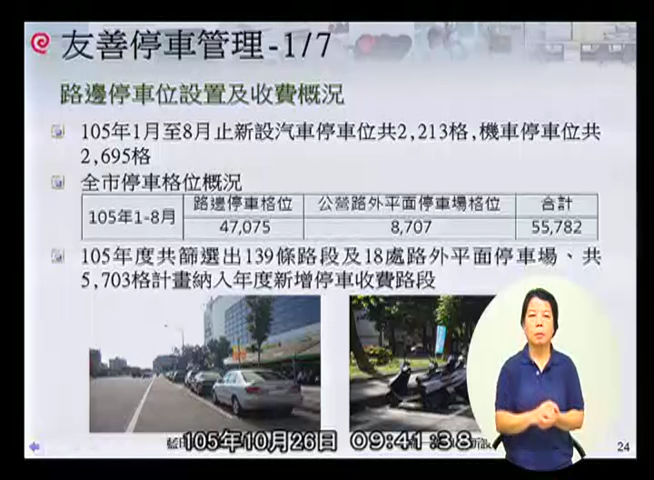 友善停車管理-1/7
路邊停車位設置及收費概況
105年1月至8月止新設汽車停車位共2,213格,機車停車位共
2,695格
全市停車格位概況
105年1-8月 路邊停車格位 公營路外平面停車場格位 合計
47,075 8,707 55,782
105年度共篩選出139條路段及18處路外平面停車場、共
5,703格計畫納入年度新增停車收費路段
105年10月26日 09:41:38
24